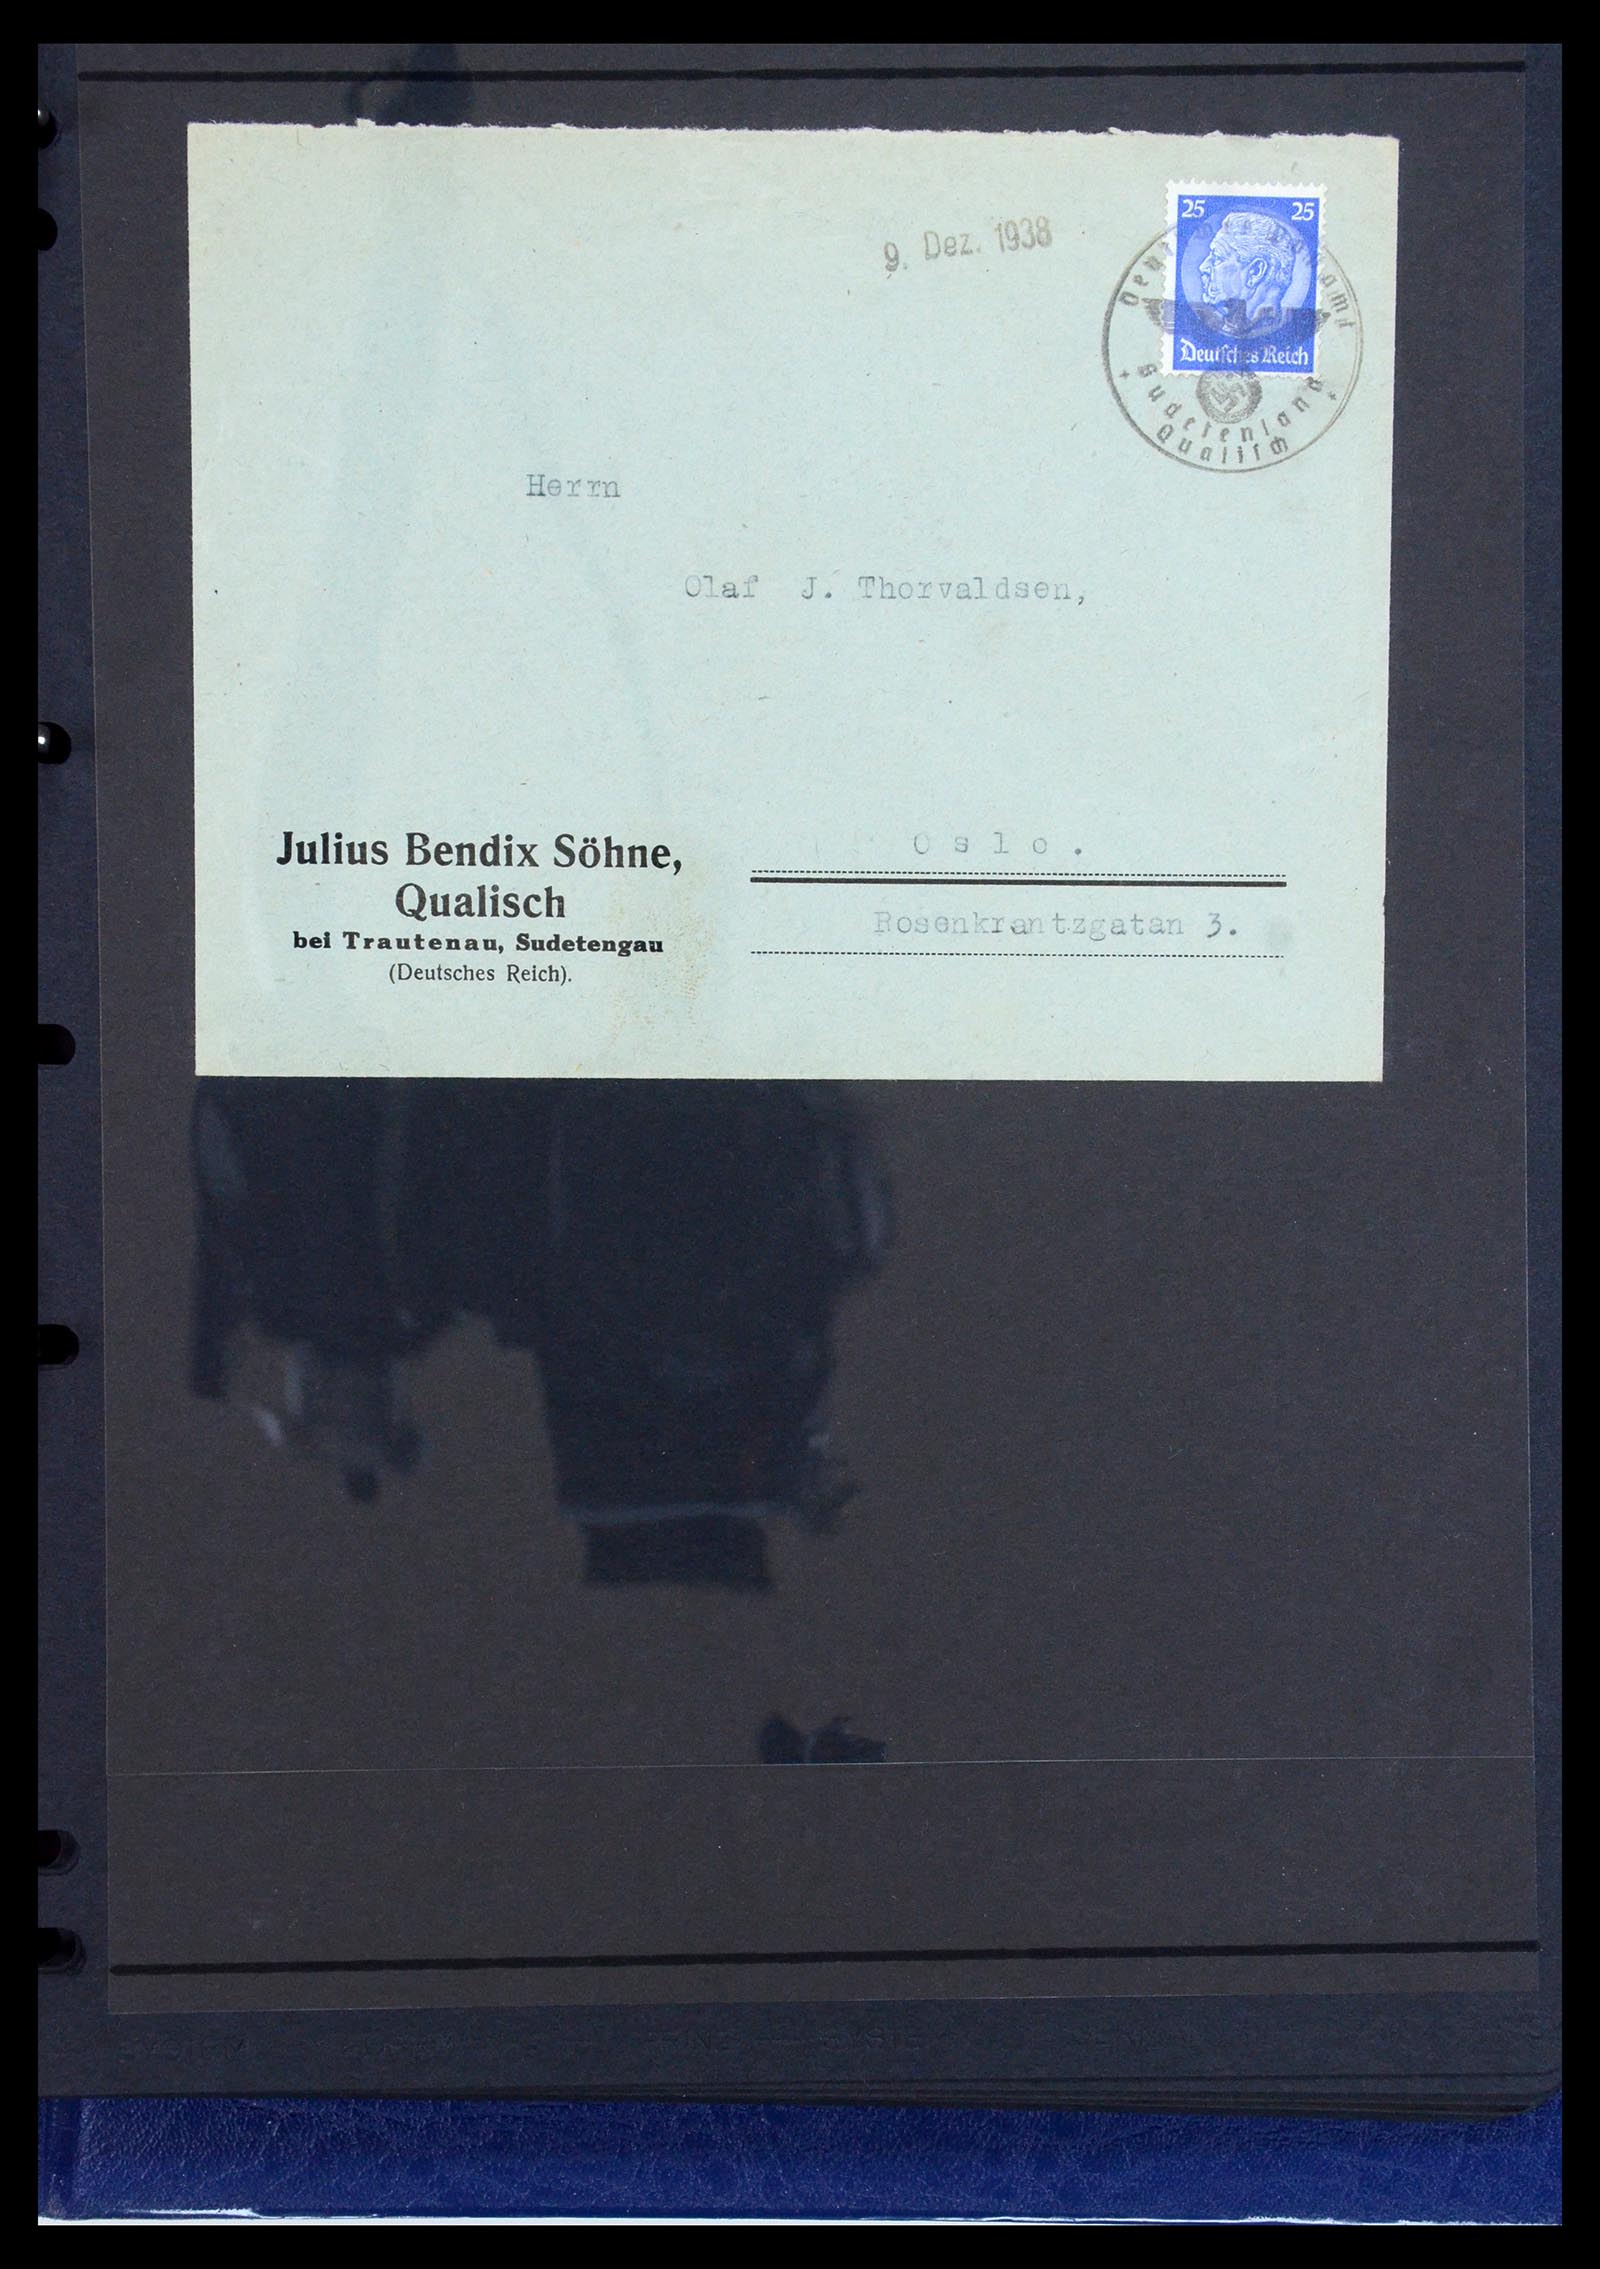 25 25
9. Dez. 1938
Deutsches Reich
Sudetenland
Qualisch
Herrn
Olaf J. Thorvaldsen,
Oslo.
Rosenkrantzgatan 3.
Julius Bendix Söhne,
Qualisch
bei Trautenau, Sudetengau
(Deutsches Reich).